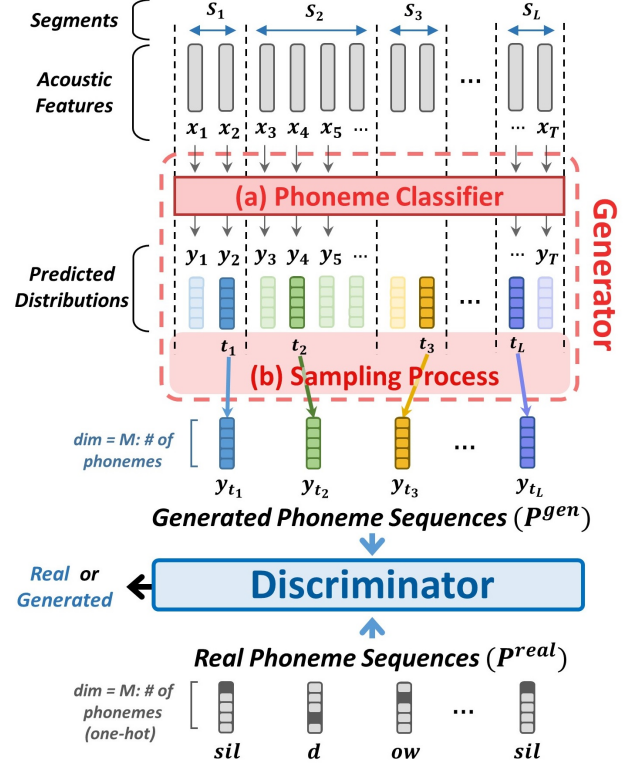 Segments
S1 S2 S3 SL
Acoustic
Features
...
x1 x2 x3 x4 x5 ... ... xT
(a) Phoneme Classifier
Generator
y1 y2 y3 y4 y5 ... ... yT
Predicted
Distributions
...
t1 t2 t3 tL
(b) Sampling Process
dim = M: # of
phonemes
...
yt1 yt2 yt3 ytL
Generated Phoneme Sequences (P^gen)
Real or
Generated
Discriminator
Real Phoneme Sequences (P^real)
dim = M: # of
phonemes
(one-hot)
...
sil d ow sil